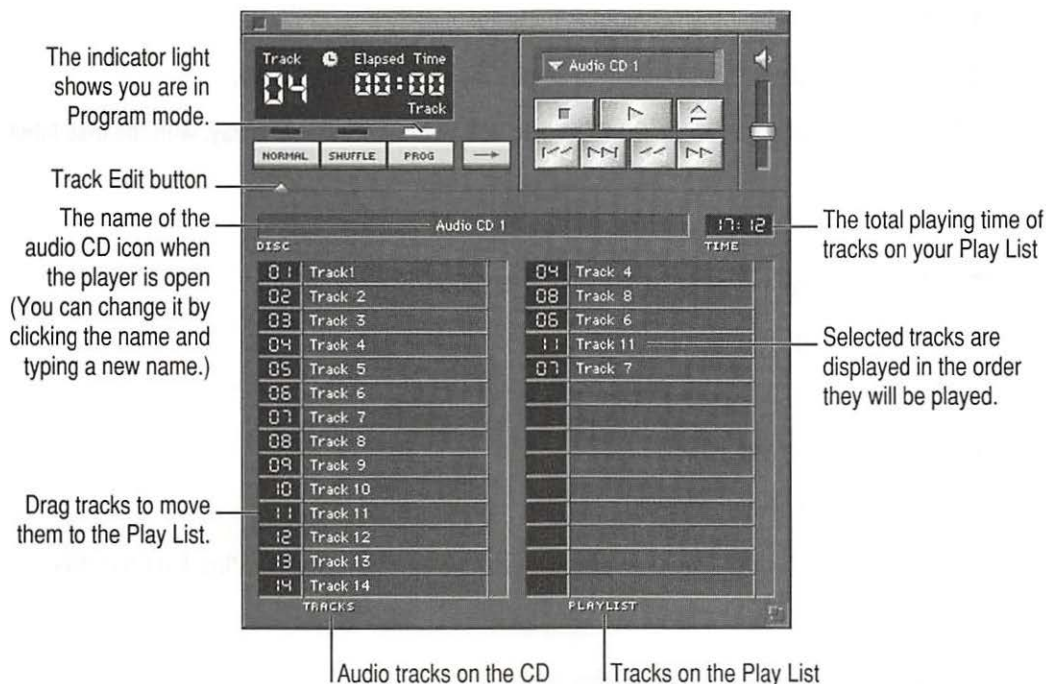 The indicator light
shows you are in
Program mode.
Track Edit button
The name of the
audio CD icon when
the player is open
(You can change it by
clicking the name and
typing a new name.)
Drag tracks to move
them to the Play List.
Track Elapsed Time
04 00:00
Track
NORMAL SHUFFLE PROG
Audio CD 1
Audio CD 1 17:12
DISC TIME
01 Track1
02 Track 2
03 Track 3
04 Track 4
05 Track 5
06 Track 6
07 Track 7
08 Track 8
09 Track 9
10 Track 10
11 Track 11
12 Track 12
13 Track 13
14 Track 14
TRACKS
04 Track 4
08 Track 8
06 Track 6
11 Track 11
07 Track 7
PLAYLIST
The total playing time of
tracks on your Play List
Selected tracks are
displayed in the order
they will be played.
Audio tracks on the CD
Tracks on the Play List